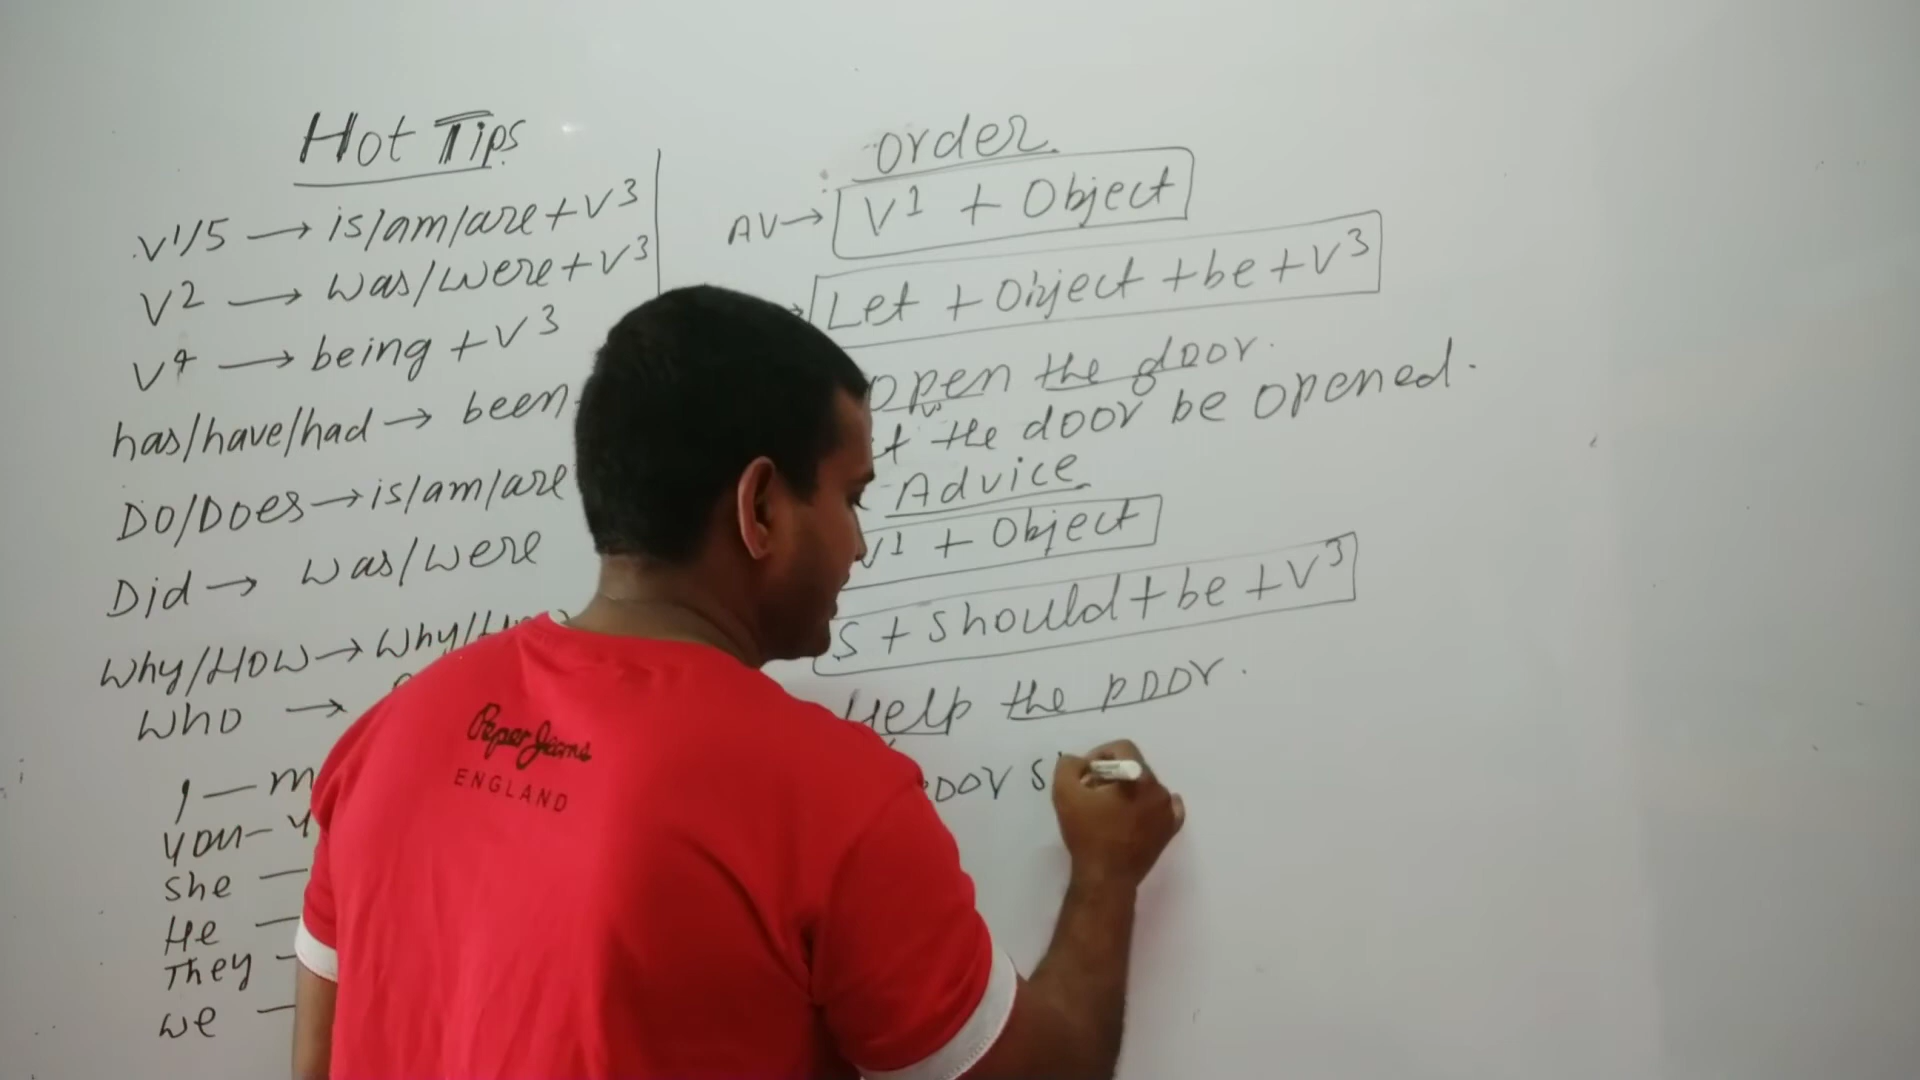 Hot Tips
V1/5 → is/am/are + V3
V2 → was/were + V3
V4 → being + V3
has/have/had → been
Do/Does → is/am/are
Did → was/were
Why/How → Why/
Who →
I — m
You — y
She —
He —
They —
we —
Order
AV → V1 + Object
Let + Object + be + V3
open the door.
the door be opened.
Advice
V1 + Object
S + should + be + V3
Help the poor.
poor
Pepe Jeans
ENGLAND